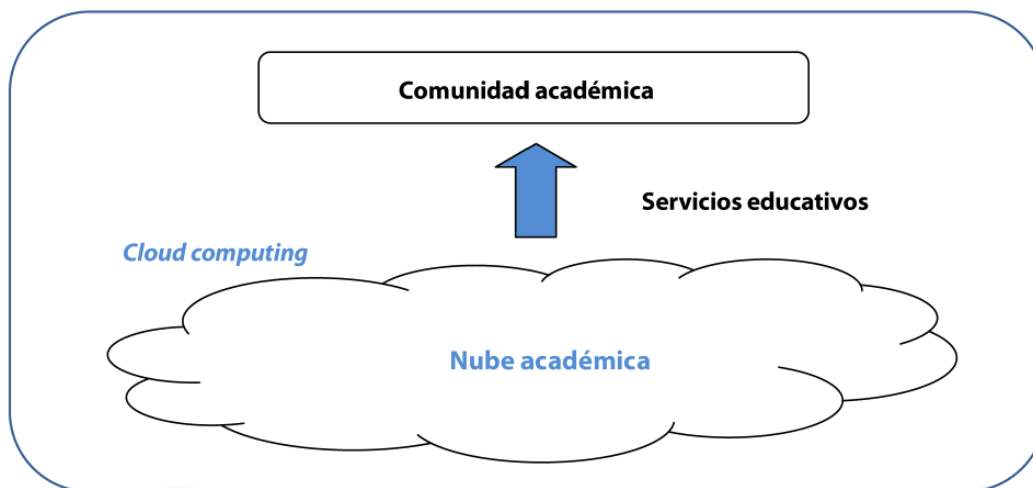 Comunidad académica
Servicios educativos
Cloud computing
Nube académica